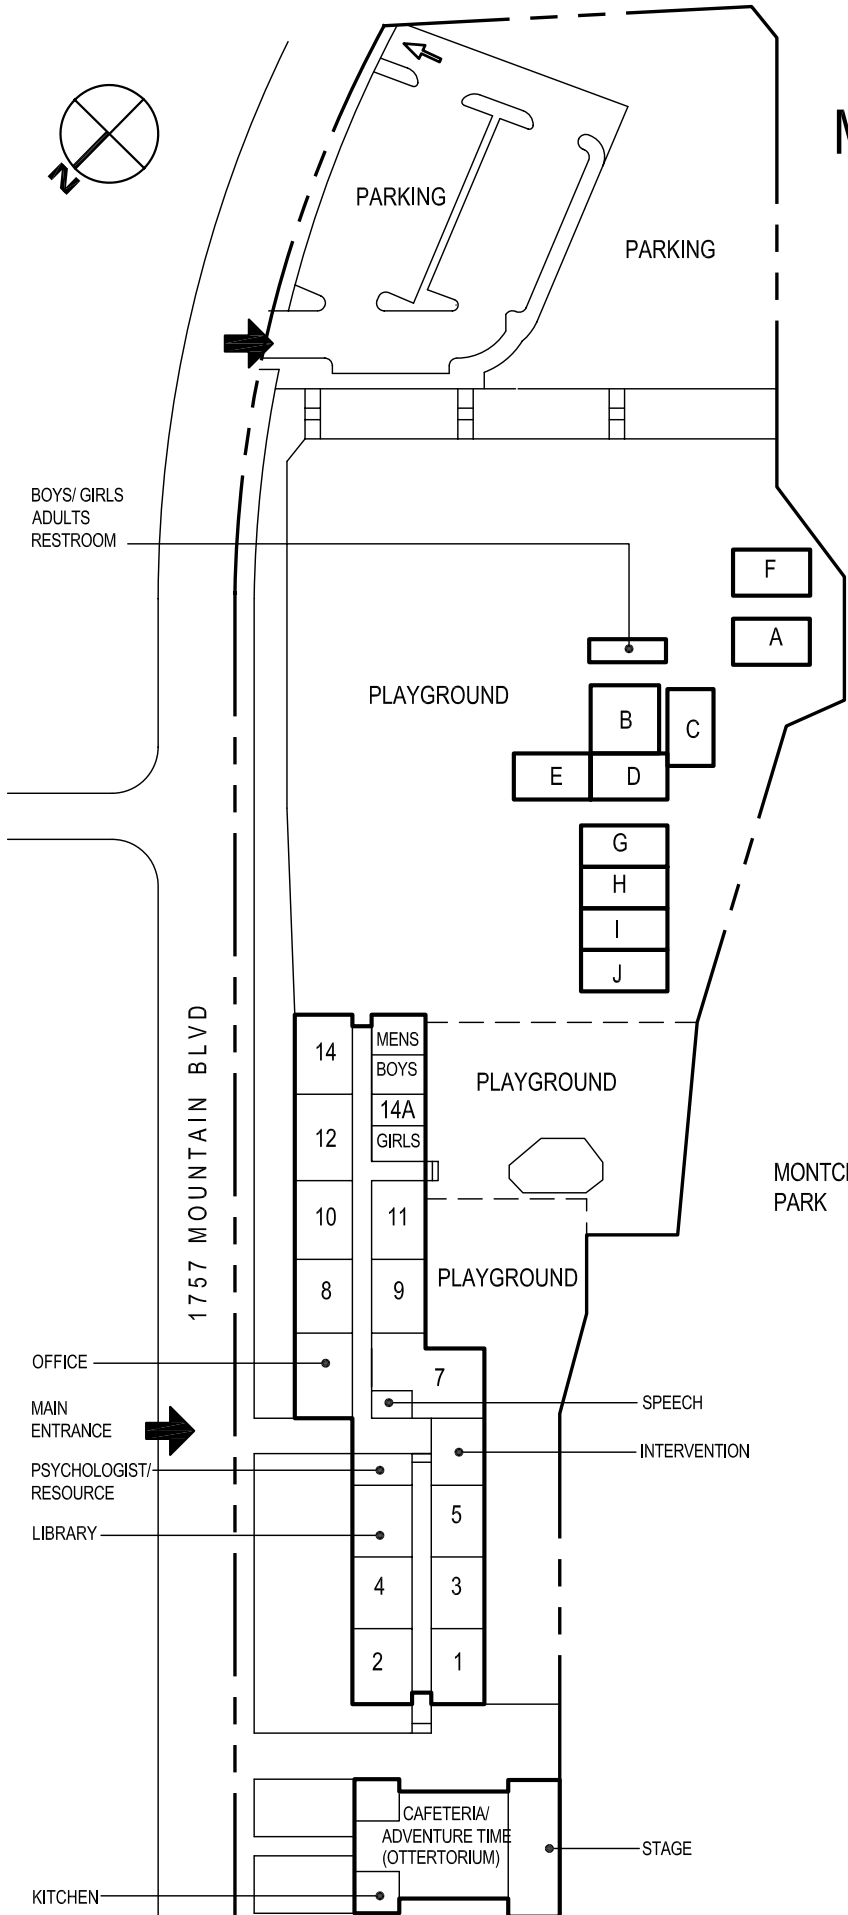 N
PARKING
PARKING
BOYS/ GIRLS
ADULTS
RESTROOM
F
A
PLAYGROUND
B
C
E
D
G
H
I
J
1757 MOUNTAIN BLVD
14
MENS
BOYS
14A
GIRLS
12
PLAYGROUND
PARK
10
11
8
9
PLAYGROUND
OFFICE
7
MAIN
ENTRANCE
SPEECH
INTERVENTION
PSYCHOLOGIST/
RESOURCE
LIBRARY
5
4
3
2
1
CAFETERIA/
ADVENTURE TIME
(OTTERTORIUM)
STAGE
KITCHEN